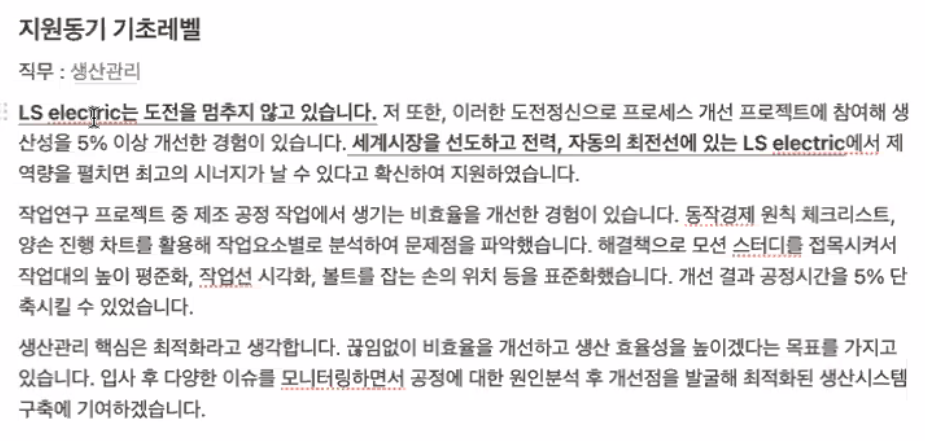 지원동기 기초레벨
직무 : 생산관리
LS electric는 도전을 멈추지 않고 있습니다. 저 또한, 이러한 도전정신으로 프로세스 개선 프로젝트에 참여해 생
산성을 5% 이상 개선한 경험이 있습니다. 세계시장을 선도하고 전력, 자동의 최전선에 있는 LS electric에서 제
역량을 펼치면 최고의 시너지가 날 수 있다고 확신하여 지원하였습니다.
작업연구 프로젝트 중 제조 공정 작업에서 생기는 비효율을 개선한 경험이 있습니다. 동작경제 원칙 체크리스트,
양손 진행 차트를 활용해 작업요소별로 분석하여 문제점을 파악했습니다. 해결책으로 모션 스터디를 접목시켜서
작업대의 높이 평준화, 작업선 시각화, 볼트를 잡는 손의 위치 등을 표준화했습니다. 개선 결과 공정시간을 5% 단
축시킬 수 있었습니다.
생산관리 핵심은 최적화라고 생각합니다. 끊임없이 비효율을 개선하고 생산 효율성을 높이겠다는 목표를 가지고
있습니다. 입사 후 다양한 이슈를 모니터링하면서 공정에 대한 원인분석 후 개선점을 발굴해 최적화된 생산시스템
구축에 기여하겠습니다.